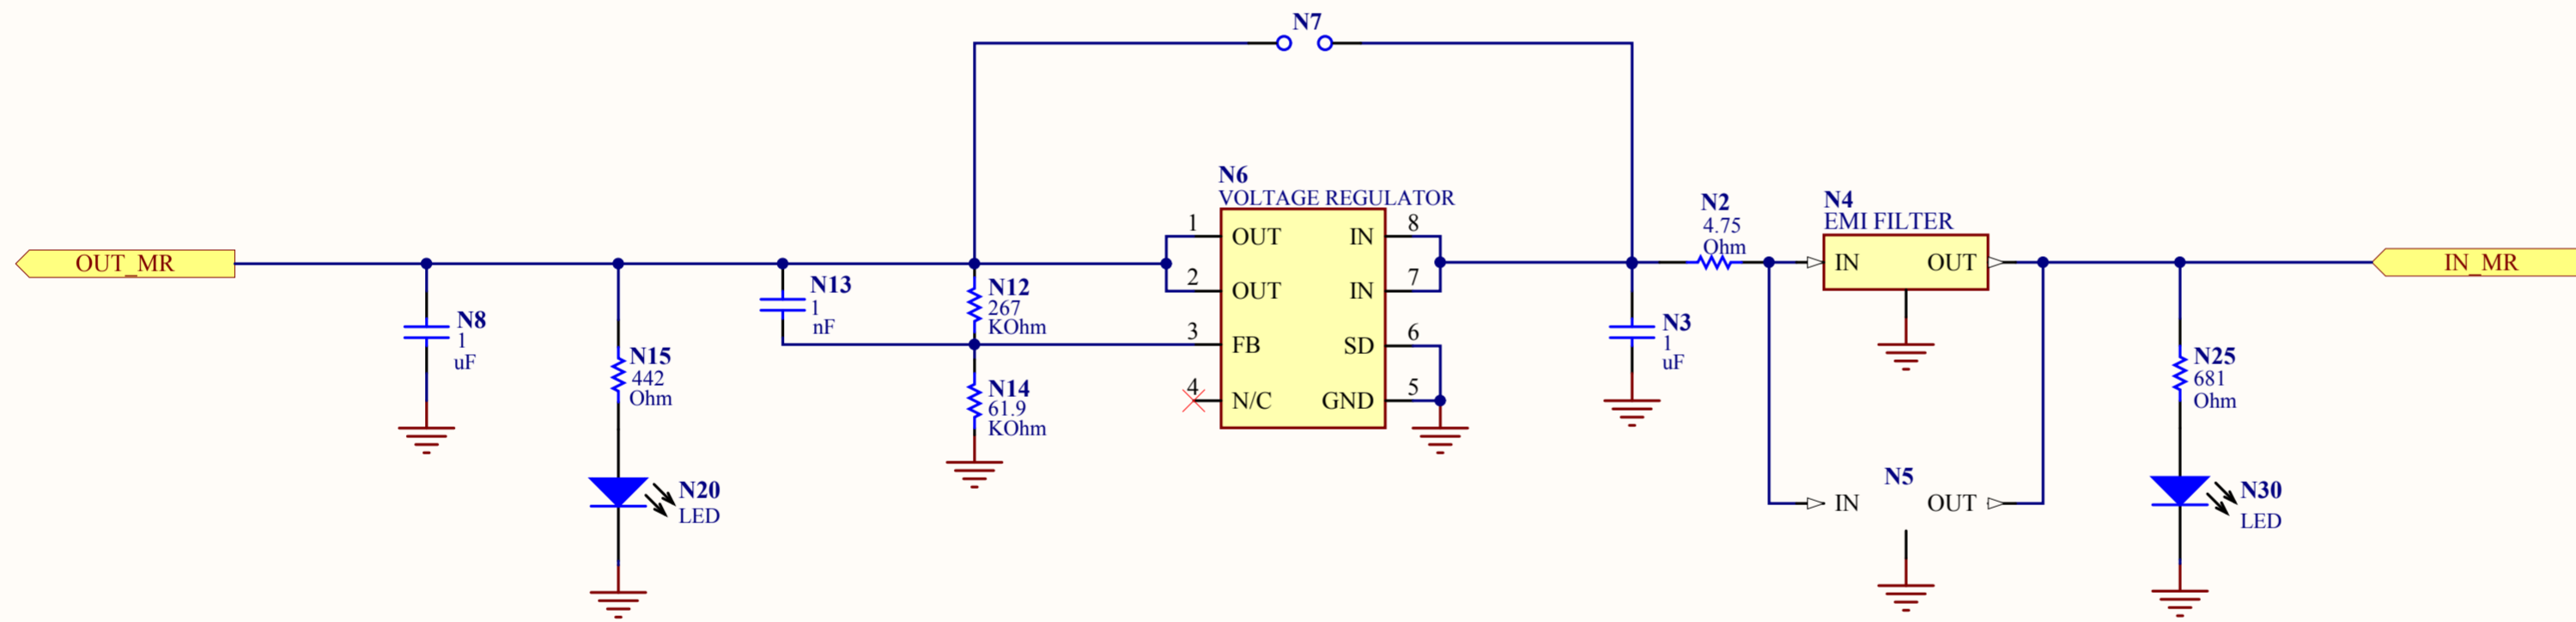 N7
N6
VOLTAGE REGULATOR
1
OUT
IN
8
2
OUT
IN
7
3
FB
SD
6
4
N/C
GND
5
OUT_MR
N8
1
uF
N15
442
Ohm
N20
LED
N13
1
nF
N12
267
KOhm
N14
61.9
KOhm
N3
1
uF
N2
4.75
Ohm
N4
EMI FILTER
IN
OUT
N5
IN
OUT
IN_MR
N25
681
Ohm
N30
LED